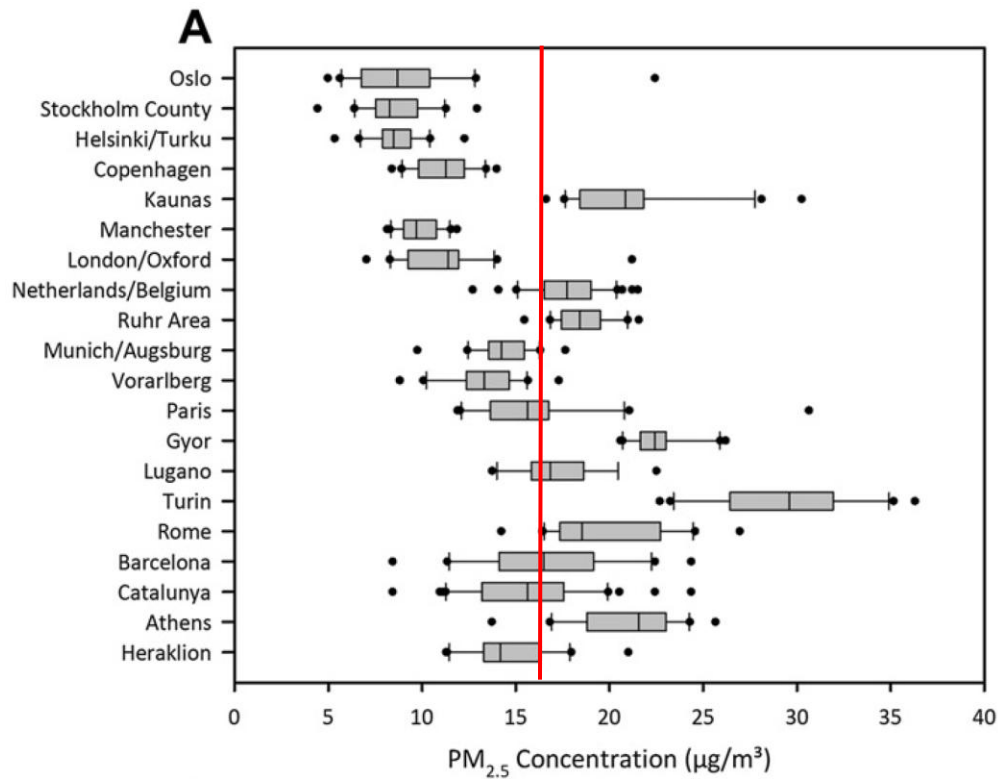 A
Oslo
Stockholm County
Helsinki/Turku
Copenhagen
Kaunas
Manchester
London/Oxford
Netherlands/Belgium
Ruhr Area
Munich/Augsburg
Vorarlberg
Paris
Gyor
Lugano
Turin
Rome
Barcelona
Catalunya
Athens
Heraklion
0 5 10 15 20 25 30 35 40
PM2.5 Concentration (µg/m³)